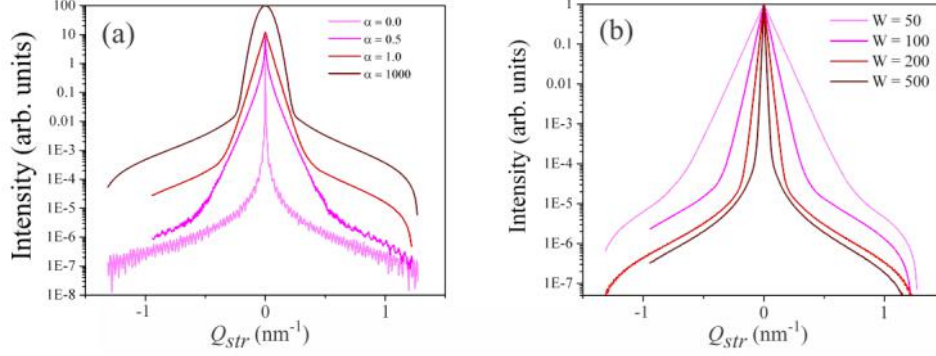 (a)
α = 0.0
α = 0.5
α = 1.0
α = 1000
Intensity (arb. units)
100
10
1
0.1
0.01
1E-3
1E-4
1E-5
1E-6
1E-7
1E-8
-1 0 1
Qstr (nm-1)
(b)
W = 50
W = 100
W = 200
W = 500
Intensity (arb. units)
1
0.1
0.01
1E-3
1E-4
1E-5
1E-6
1E-7
-1 0 1
Qstr (nm-1)